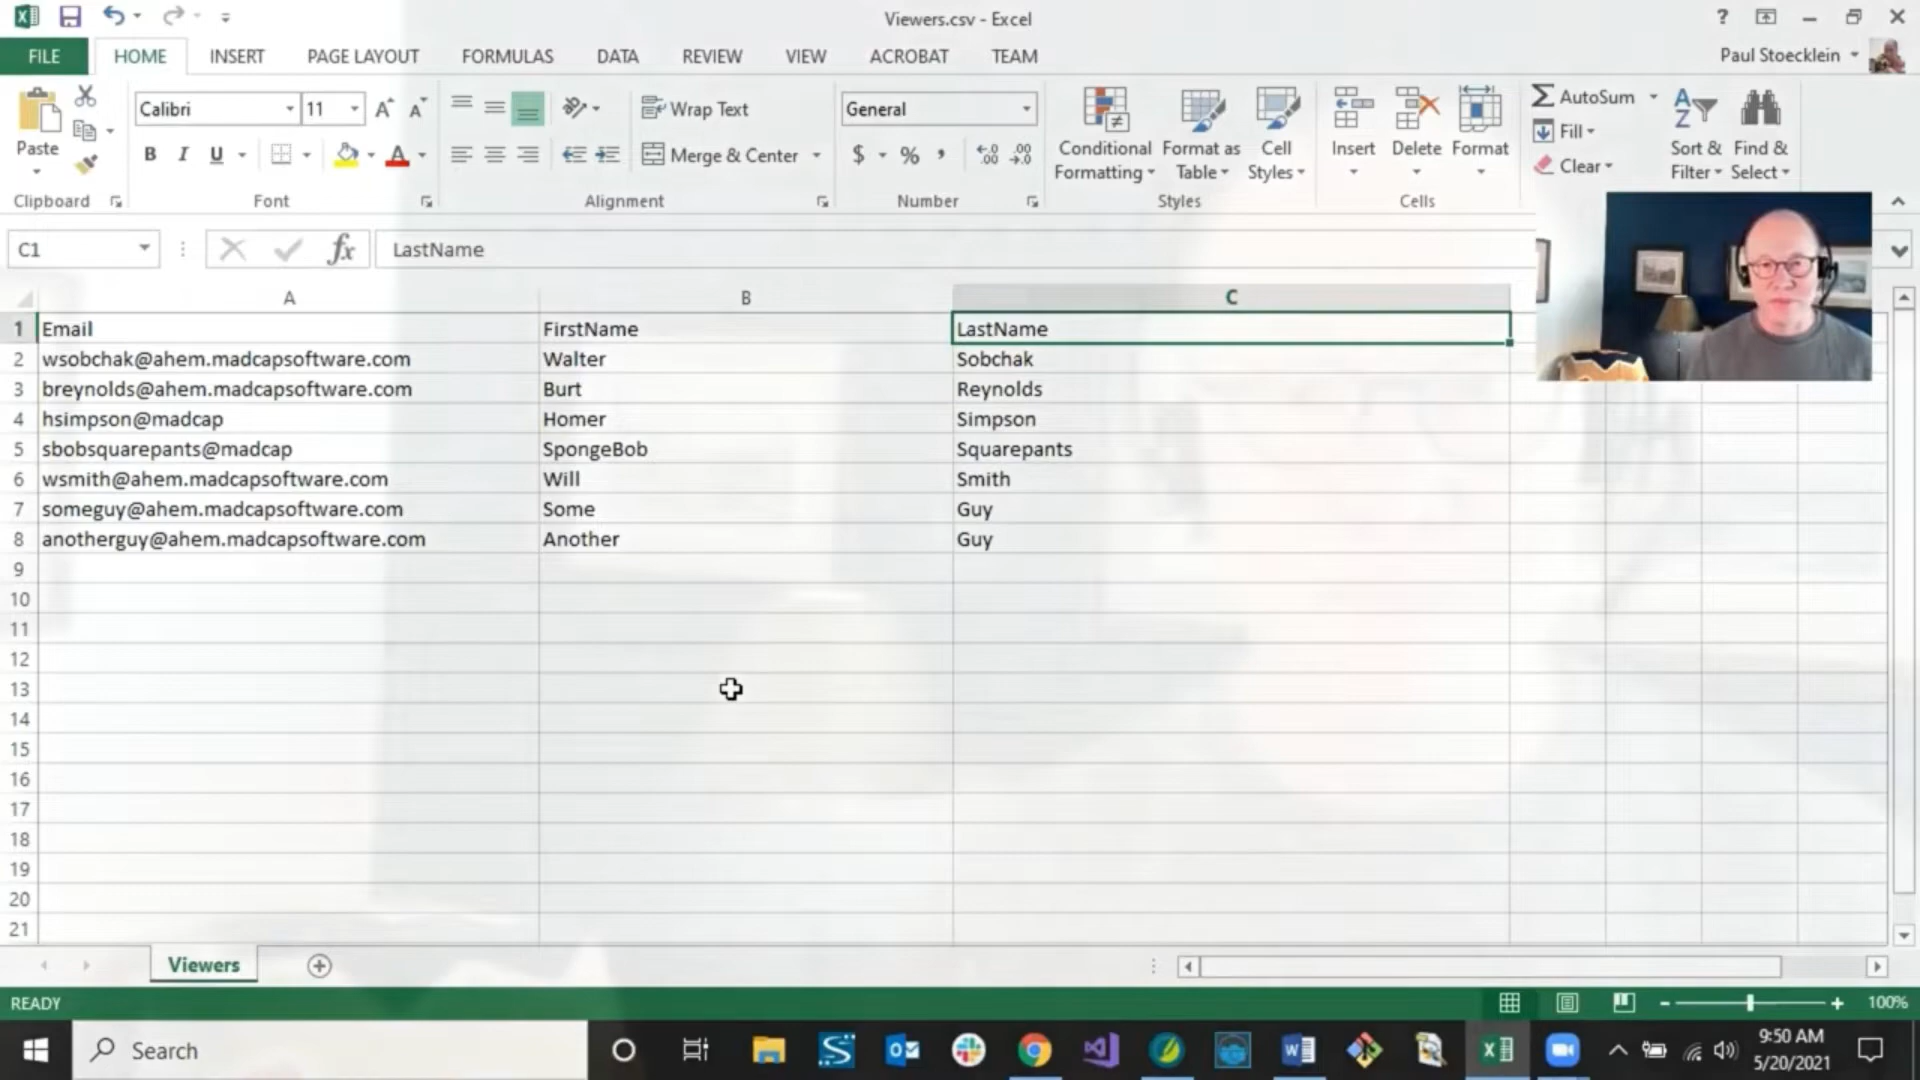 Viewers.csv - Excel
?
FILE HOME INSERT PAGE LAYOUT FORMULAS DATA REVIEW VIEW ACROBAT TEAM
Paul Stoecklein
Paste
Calibri 11
B I U A
Wrap Text
Merge & Center
General
$ % ,
Conditional Formatting
Format as Table
Cell Styles
Insert
Delete
Format
AutoSum
Fill
Clear
Sort & Filter
Find & Select
Clipboard Font Alignment Number Styles Cells
C1 fx LastName
A B C
1 Email FirstName LastName
2 wsobchak@ahem.madcapsoftware.com Walter Sobchak
3 breynolds@ahem.madcapsoftware.com Burt Reynolds
4 hsimpson@madcap Homer Simpson
5 sbobsquarepants@madcap SpongeBob Squarepants
6 wsmith@ahem.madcapsoftware.com Will Smith
7 someguy@ahem.madcapsoftware.com Some Guy
8 anotherguy@ahem.madcapsoftware.com Another Guy
9
10
11
12
13
14
15
16
17
18
19
20
21
Viewers
READY
100%
Search
9:50 AM
5/20/2021